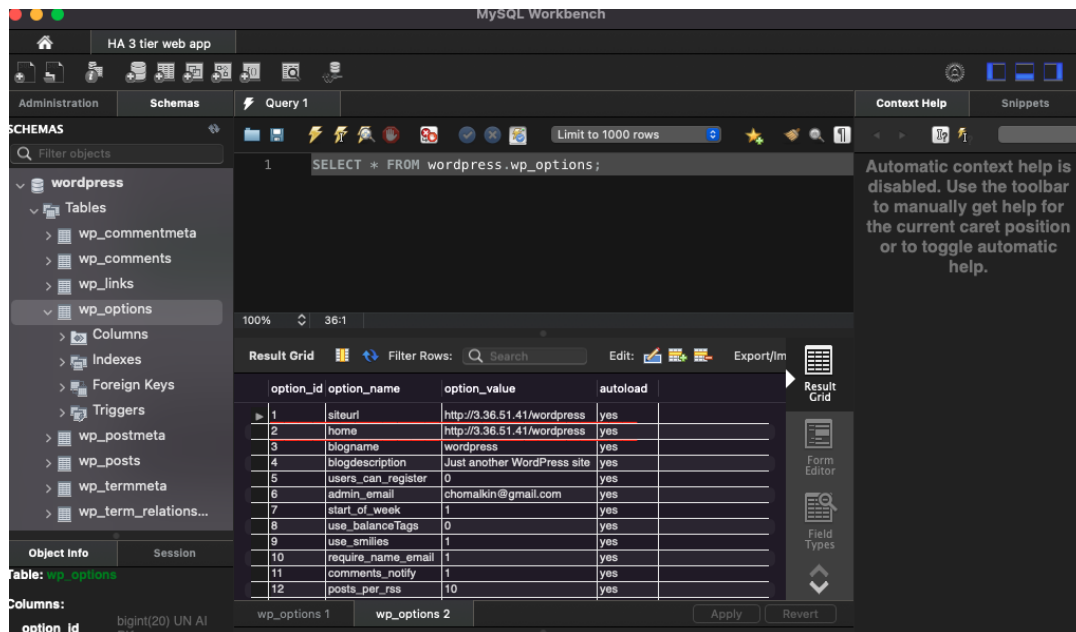 MySQL Workbench
HA 3 tier web app
Administration
Schemas
SCHEMAS
Filter objects
wordpress
Tables
wp_commentmeta
wp_comments
wp_links
wp_options
Columns
Indexes
Foreign Keys
Triggers
wp_postmeta
wp_posts
wp_termmeta
wp_term_relations...
Object Info
Session
Table: wp_options
Columns:
option_id
bigint(20) UN AI
Query 1
Limit to 1000 rows
1 SELECT * FROM wordpress.wp_options;
100% 36:1
Result Grid Filter Rows: Search Edit: Export/Im
option_id option_name option_value autoload
1 siteurl http://3.36.51.41/wordpress yes
2 home http://3.36.51.41/wordpress yes
3 blogname wordpress yes
4 blogdescription Just another WordPress site yes
5 users_can_register 0 yes
6 admin_email chomalkin@gmail.com yes
7 start_of_week 1 yes
8 use_balanceTags 0 yes
9 use_smilies 1 yes
10 require_name_email 1 yes
11 comments_notify 1 yes
12 posts_per_rss 10 yes
Result
Grid
Form
Editor
Field
Types
wp_options 1
wp_options 2
Apply
Revert
Context Help
Snippets
Automatic context help is
disabled. Use the toolbar
to manually get help for
the current caret position
or to toggle automatic
help.